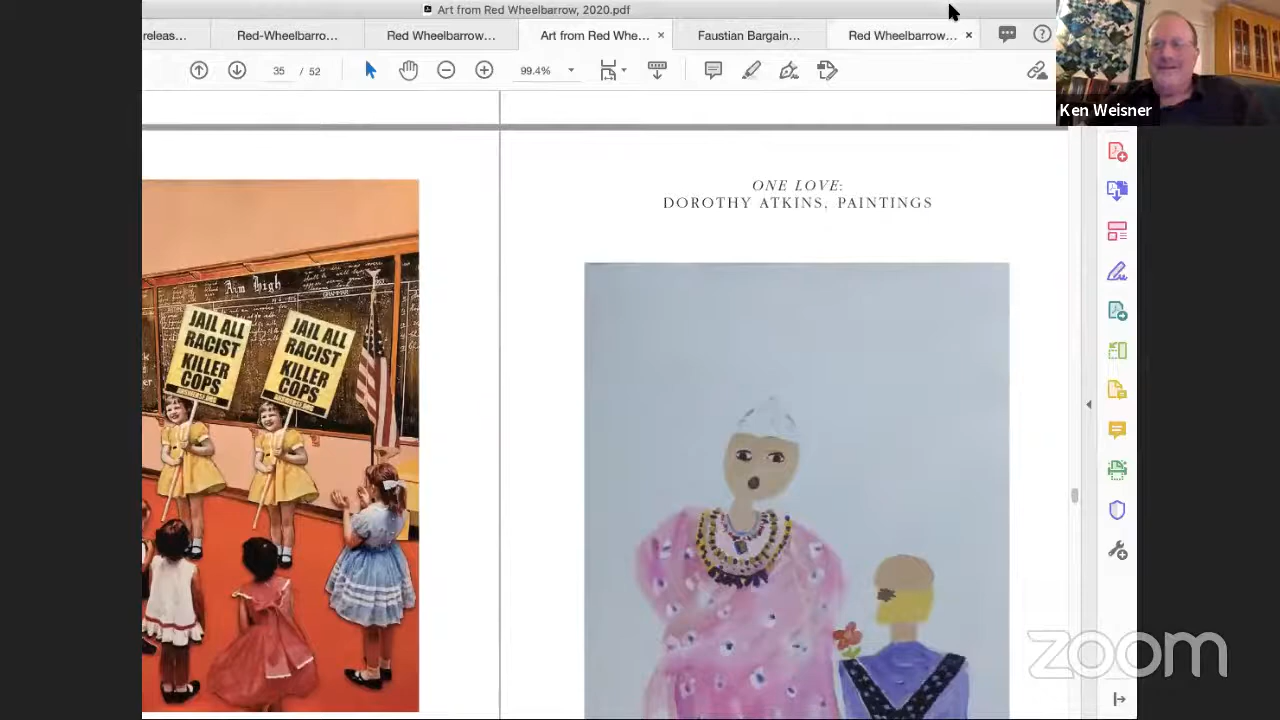 Art from Red Wheelbarrow, 2020.pdf
releas...
Red-Wheelbarro...
Red Wheelbarrow...
Art from Red Whe...
Faustian Bargain...
Red Wheelbarrow...
35 / 52
99.4%
Ken Weisner
ONE LOVE:
DOROTHY ATKINS, PAINTINGS
Aim High
JAIL ALL
RACIST
KILLER
COPS
JAIL ALL
RACIST
KILLER
COPS
zoom